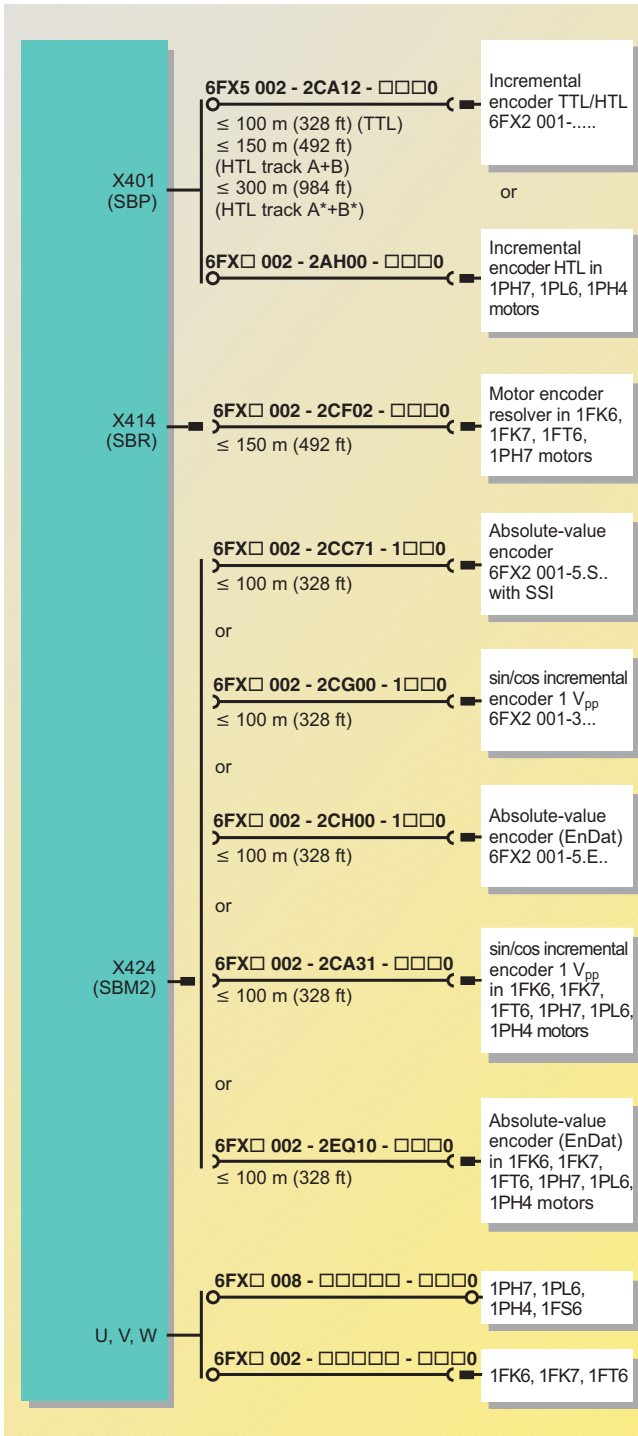 X401
(SBP)
6FX5 002 - 2CA12 - □□□0
≤ 100 m (328 ft) (TTL)
≤ 150 m (492 ft)
(HTL track A+B)
≤ 300 m (984 ft)
(HTL track A*+B*)
Incremental
encoder TTL/HTL
6FX2 001-.....
or
6FX□ 002 - 2AH00 - □□□0
Incremental
encoder HTL in
1PH7, 1PL6, 1PH4
motors
X414
(SBR)
6FX□ 002 - 2CF02 - □□□0
≤ 150 m (492 ft)
Motor encoder
resolver in 1FK6,
1FK7, 1FT6,
1PH7 motors
X424
(SBM2)
6FX□ 002 - 2CC71 - 1□□0
≤ 100 m (328 ft)
Absolute-value
encoder
6FX2 001-5.S..
with SSI
or
6FX□ 002 - 2CG00 - 1□□0
≤ 100 m (328 ft)
sin/cos incremental
encoder 1 Vpp
6FX2 001-3...
or
6FX□ 002 - 2CH00 - 1□□0
≤ 100 m (328 ft)
Absolute-value
encoder (EnDat)
6FX2 001-5.E..
or
6FX□ 002 - 2CA31 - □□□0
≤ 100 m (328 ft)
sin/cos incremental
encoder 1 Vpp
in 1FK6, 1FK7,
1FT6, 1PH7, 1PL6,
1PH4 motors
or
6FX□ 002 - 2EQ10 - □□□0
≤ 100 m (328 ft)
Absolute-value
encoder (EnDat)
in 1FK6, 1FK7,
1FT6, 1PH7, 1PL6,
1PH4 motors
U, V, W
6FX□ 008 - □□□□□ - □□□0
1PH7, 1PL6,
1PH4, 1FS6
6FX□ 002 - □□□□□ - □□□0
1FK6, 1FK7, 1FT6